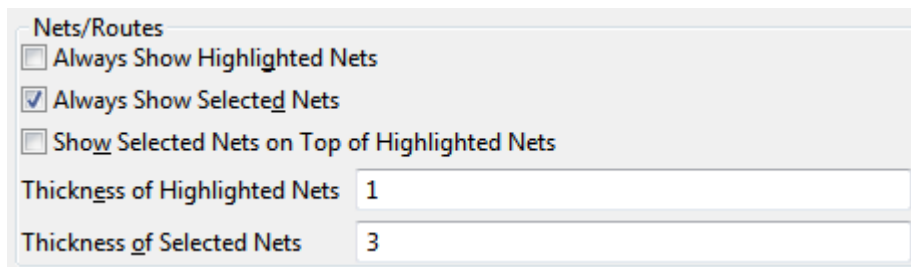 Nets/Routes
Always Show Highlighted Nets
Always Show Selected Nets
Show Selected Nets on Top of Highlighted Nets
Thickness of Highlighted Nets 1
Thickness of Selected Nets 3